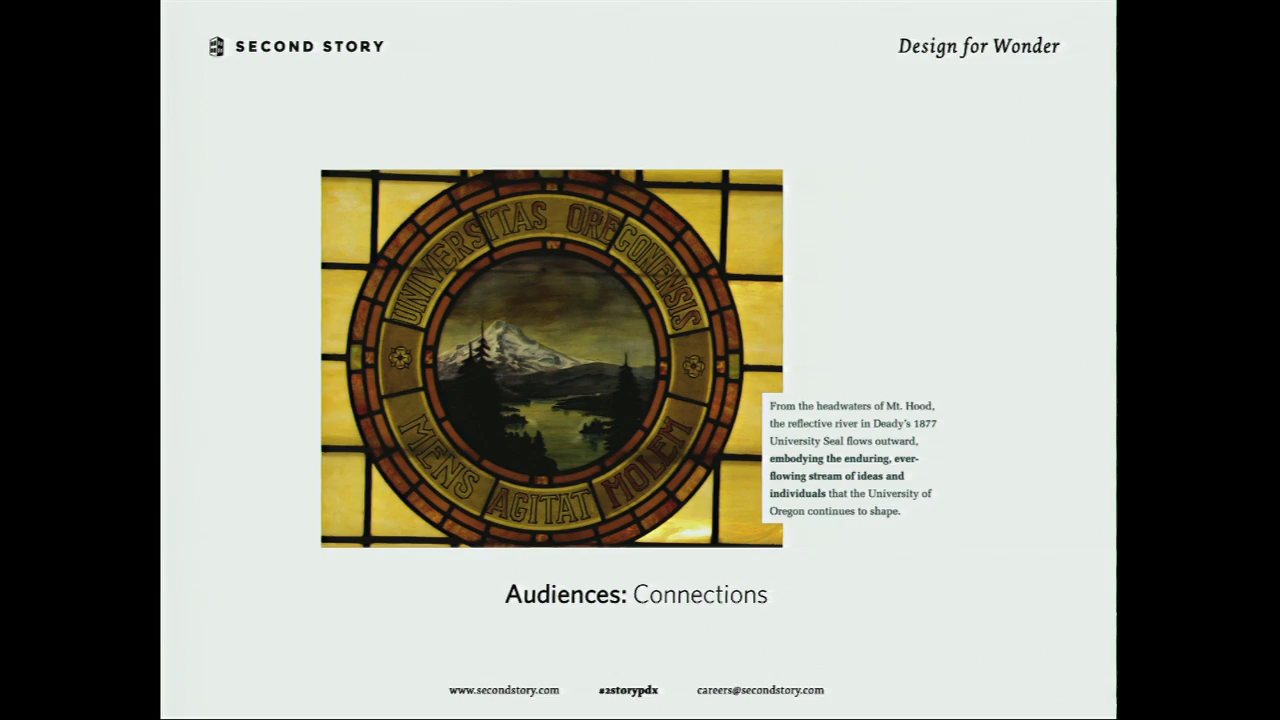 SECOND STORY
Design for Wonder
UNIVERSITAS OREGONENSIS
MENS AGITAT MOLEM
From the headwaters of Mt. Hood,
the reflective river in Deady's 1877
University Seal flows outward,
embodying the enduring, ever-
flowing stream of ideas and
individuals that the University of
Oregon continues to shape.
Audiences: Connections
www.secondstory.com
#2storypdx
careers@secondstory.com